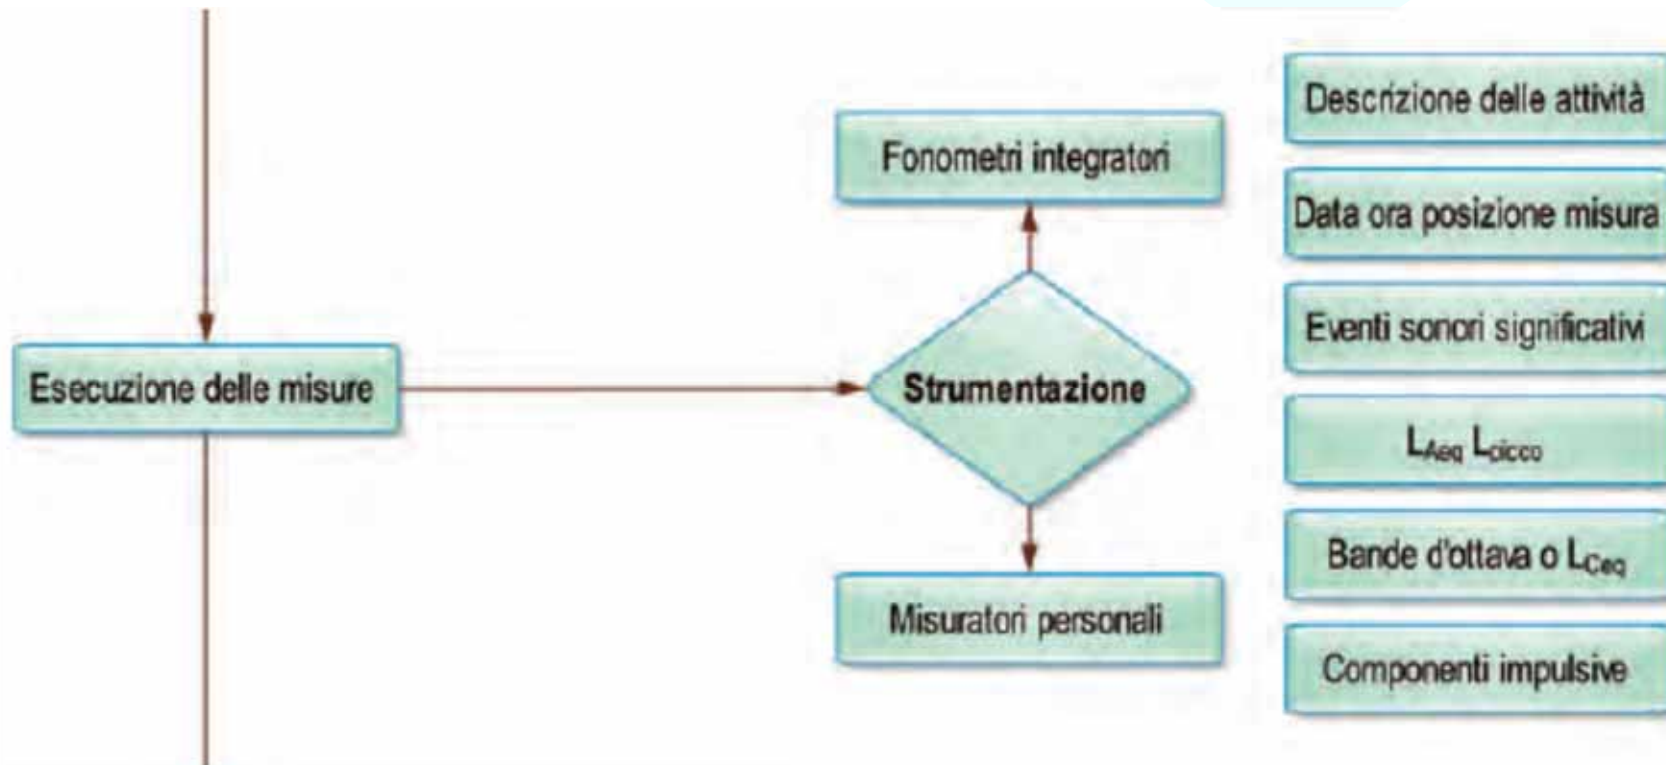 Descrizione delle attività
Fonometri integratori
Data ora posizione misura
Eventi sonori significativi
Esecuzione delle misure
Strumentazione
LAeq Lpicco
Bande d'ottava o LCeq
Misuratori personali
Componenti impulsive